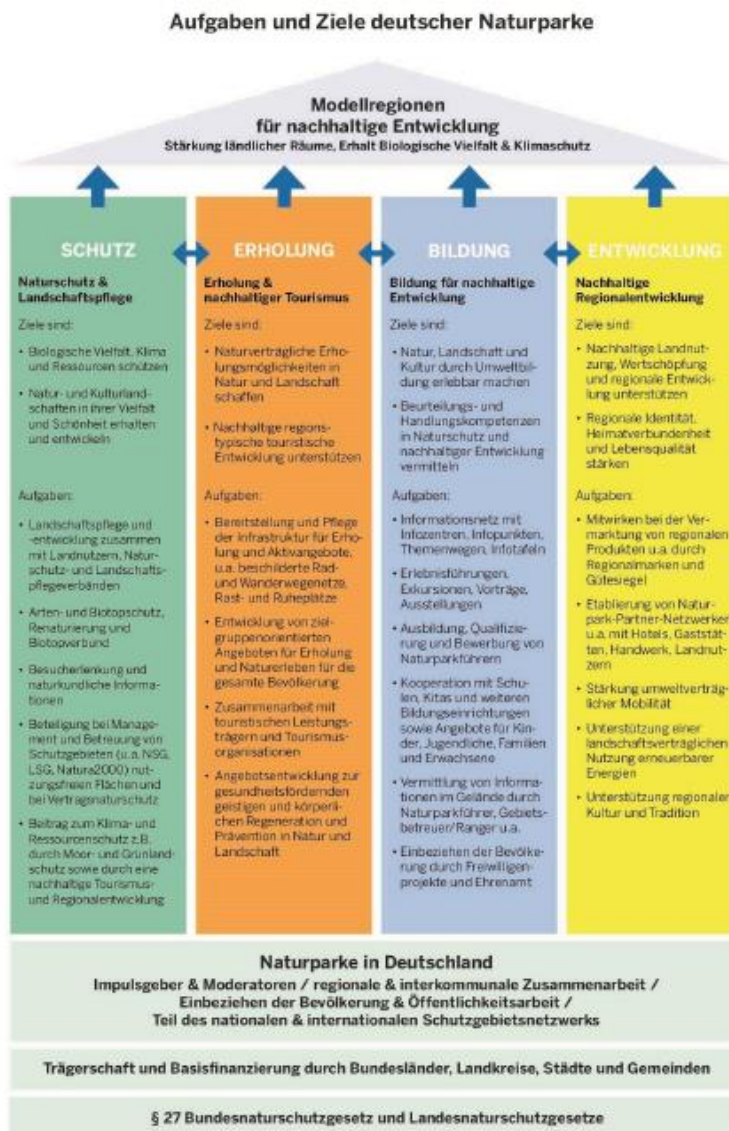 Aufgaben und Ziele deutscher Naturparke
Modellregionen
für nachhaltige Entwicklung
Stärkung ländlicher Räume, Erhalt Biologische Vielfalt & Klimaschutz
SCHUTZ
Naturschutz &
Landschaftspflege
Ziele sind:
• Biologische Vielfalt, Klima
und Ressourcen schützen
• Natur- und Kulturland-
schaften in ihrer Vielfalt
und Schönheit erhalten
und entwickeln
Aufgaben:
• Landschaftspflege und
-entwicklung zusammen
mit Landnutzern, Natur-
schutz- und Landschafts-
pflegeverbänden
• Arten- und Biotopschutz,
Renaturierung und
Biotopverbund
• Besucherlenkung und
naturkundliche Informa-
tionen
• Beteiligung bei Manage-
ment und Betreuung von
Schutzgebieten (u.a. NSG,
LSG, Natura2000) nut-
zungsfreien Flächen und
bei Vertragsnaturschutz
• Beitrag zum Klima- und
Ressourcenschutz z.B.
durch Moor- und Grünland-
schutz sowie durch eine
nachhaltige Tourismus-
und Regionalentwicklung
ERHOLUNG
Erholung &
nachhaltiger Tourismus
Ziele sind:
• Naturverträgliche Erho-
lungsmöglichkeiten in
Natur und Landschaft
schaffen
• Nachhaltige regions-
typische touristische
Entwicklung unterstützen
Aufgaben:
• Bereitstellung und Pflege
der Infrastruktur für Erho-
lung und Aktivangebote,
u.a. beschilderte Rad-
und Wanderwegenetze,
Rast- und Ruheplätze
• Entwicklung von ziel-
gruppenorientierten
Angeboten für Erholung
und Naturerleben für die
gesamte Bevölkerung
• Zusammenarbeit mit
touristischen Leistungs-
trägern und Tourismus-
organisationen
• Angebotsentwicklung zur
gesundheitsfördernden
geistigen und körper-
lichen Regeneration und
Prävention in Natur und
Landschaft
BILDUNG
Bildung für nachhaltige
Entwicklung
Ziele sind:
• Natur, Landschaft und
Kultur durch Umweltbil-
dung erlebbar machen
• Beurteilungs- und
Handlungskompetenzen
in Naturschutz und
nachhaltiger Entwicklung
vermitteln
Aufgaben:
• Informationsnetz mit
Infozentren, Infopunkten,
Themenwegen, Infotafeln
• Erlebnisführungen,
Exkursionen, Vorträge,
Ausstellungen
• Ausbildung, Qualifizie-
rung und Bewerbung von
Naturparkführern
• Kooperation mit Schu-
len, Kitas und weiteren
Bildungseinrichtungen
sowie Angebote für Kin-
der, Jugendliche, Familien
und Erwachsene
• Vermittlung von Informa-
tionen im Gelände durch
Naturparkführer, Gebiets-
betreuer/Ranger u.a.
• Einbeziehen der Bevölke-
rung durch Freiwilligen-
projekte und Ehrenamt
ENTWICKLUNG
Nachhaltige
Regionalentwicklung
Ziele sind:
• Nachhaltige Landnut-
zung, Wertschöpfung
und regionale Entwick-
lung unterstützen
• Regionale Identität,
Heimatverbundenheit
und Lebensqualität
stärken
Aufgaben:
• Mitwirken bei der Ver-
marktung von regionalen
Produkten u.a. durch
Regionalmarken und
Gütesiegel
• Etablierung von Natur-
park-Partner-Netzwerken
u.a. mit Hotels, Gaststät-
ten, Handwerk, Landnut-
zern
• Stärkung umweltverträg-
licher Mobilität
• Unterstützung einer
landschaftsverträglichen
Nutzung erneuerbarer
Energien
• Unterstützung regionaler
Kultur und Tradition
Naturparke in Deutschland
Impulsgeber & Moderatoren / regionale & interkommunale Zusammenarbeit /
Einbeziehen der Bevölkerung & Öffentlichkeitsarbeit /
Teil des nationalen & internationalen Schutzgebietsnetzwerks
Trägerschaft und Basisfinanzierung durch Bundesländer, Landkreise, Städte und Gemeinden
§ 27 Bundesnaturschutzgesetz und Landesnaturschutzgesetze